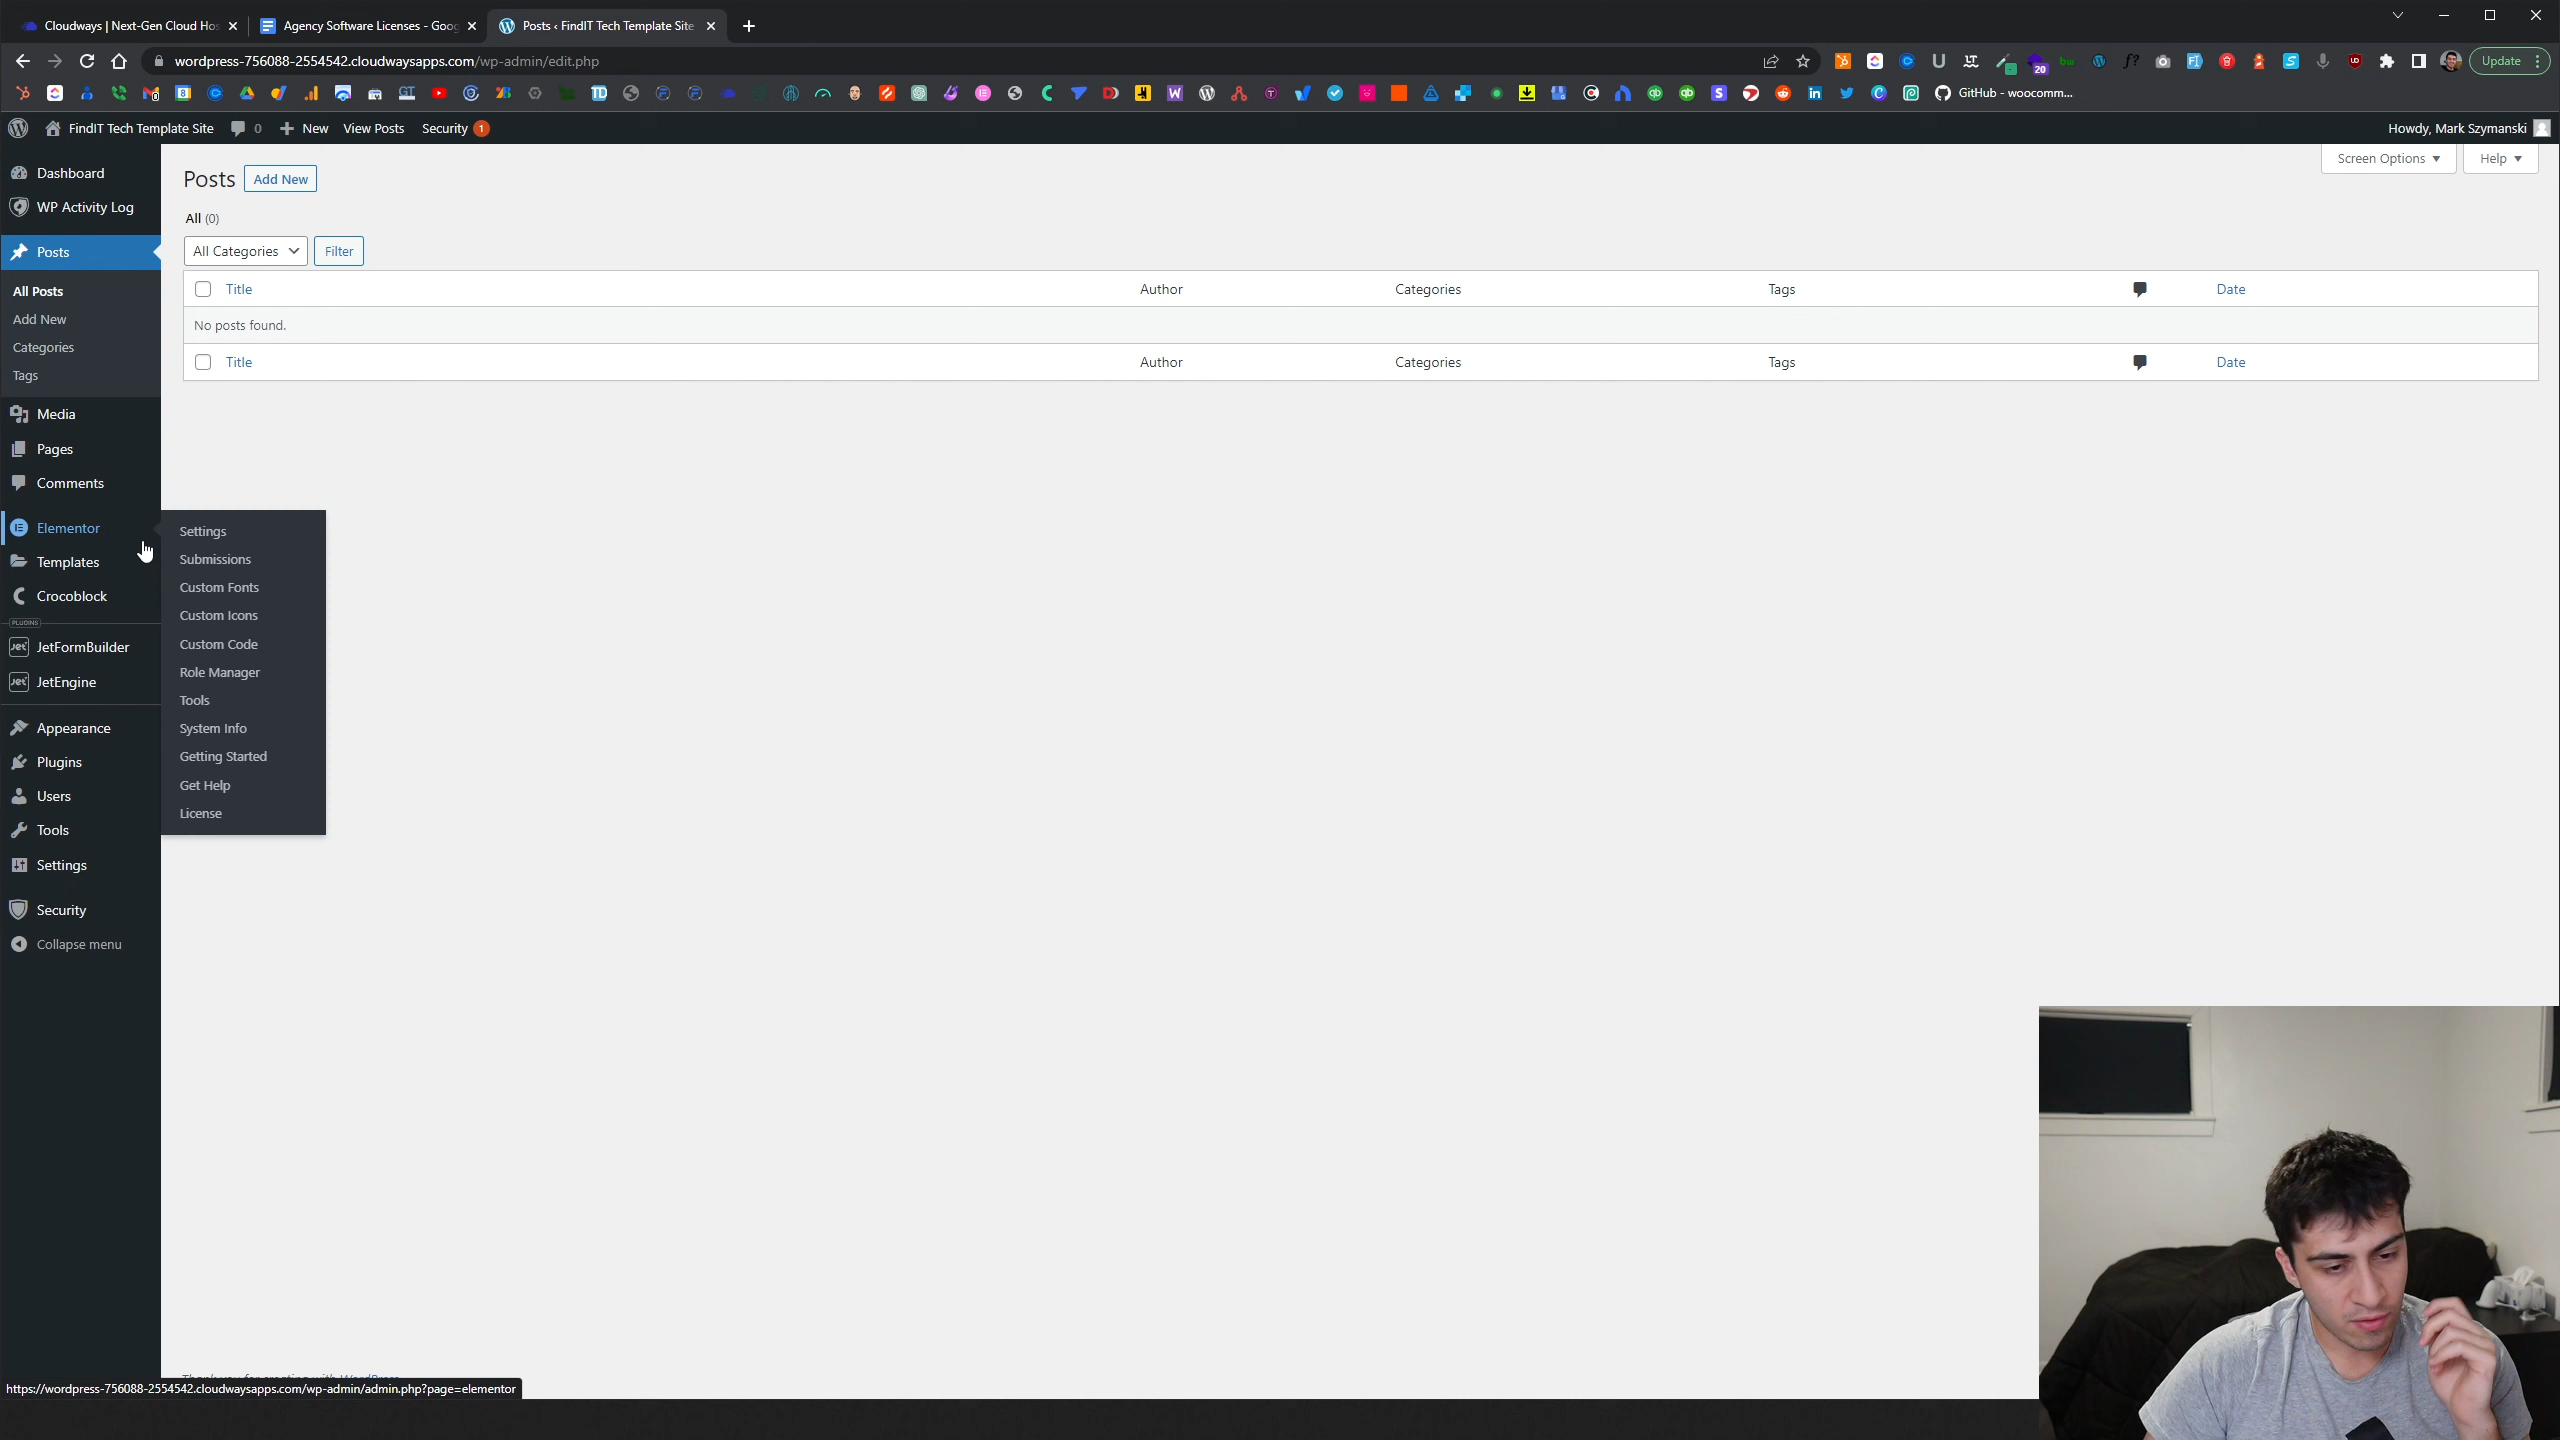 Cloudways | Next-Gen Cloud Hos
Agency Software Licenses - Goog
Posts ‹ FindIT Tech Template Site
wordpress-756088-2554542.cloudwaysapps.com/wp-admin/edit.php
20
Update
GitHub - woocomm...
FindIT Tech Template Site
0
New
View Posts
Security 1
Howdy, Mark Szymanski
Dashboard
WP Activity Log
Posts
All Posts
Add New
Categories
Tags
Media
Pages
Comments
Elementor
Templates
Crocoblock
PLUGINS
JetFormBuilder
JetEngine
Appearance
Plugins
Users
Tools
Settings
Security
Collapse menu
Settings
Submissions
Custom Fonts
Custom Icons
Custom Code
Role Manager
Tools
System Info
Getting Started
Get Help
License
Screen Options
Help
Posts
Add New
All (0)
All Categories
Filter
Title Author Categories Tags Date
No posts found.
Title Author Categories Tags Date
https://wordpress-756088-2554542.cloudwaysapps.com/wp-admin/admin.php?page=elementor